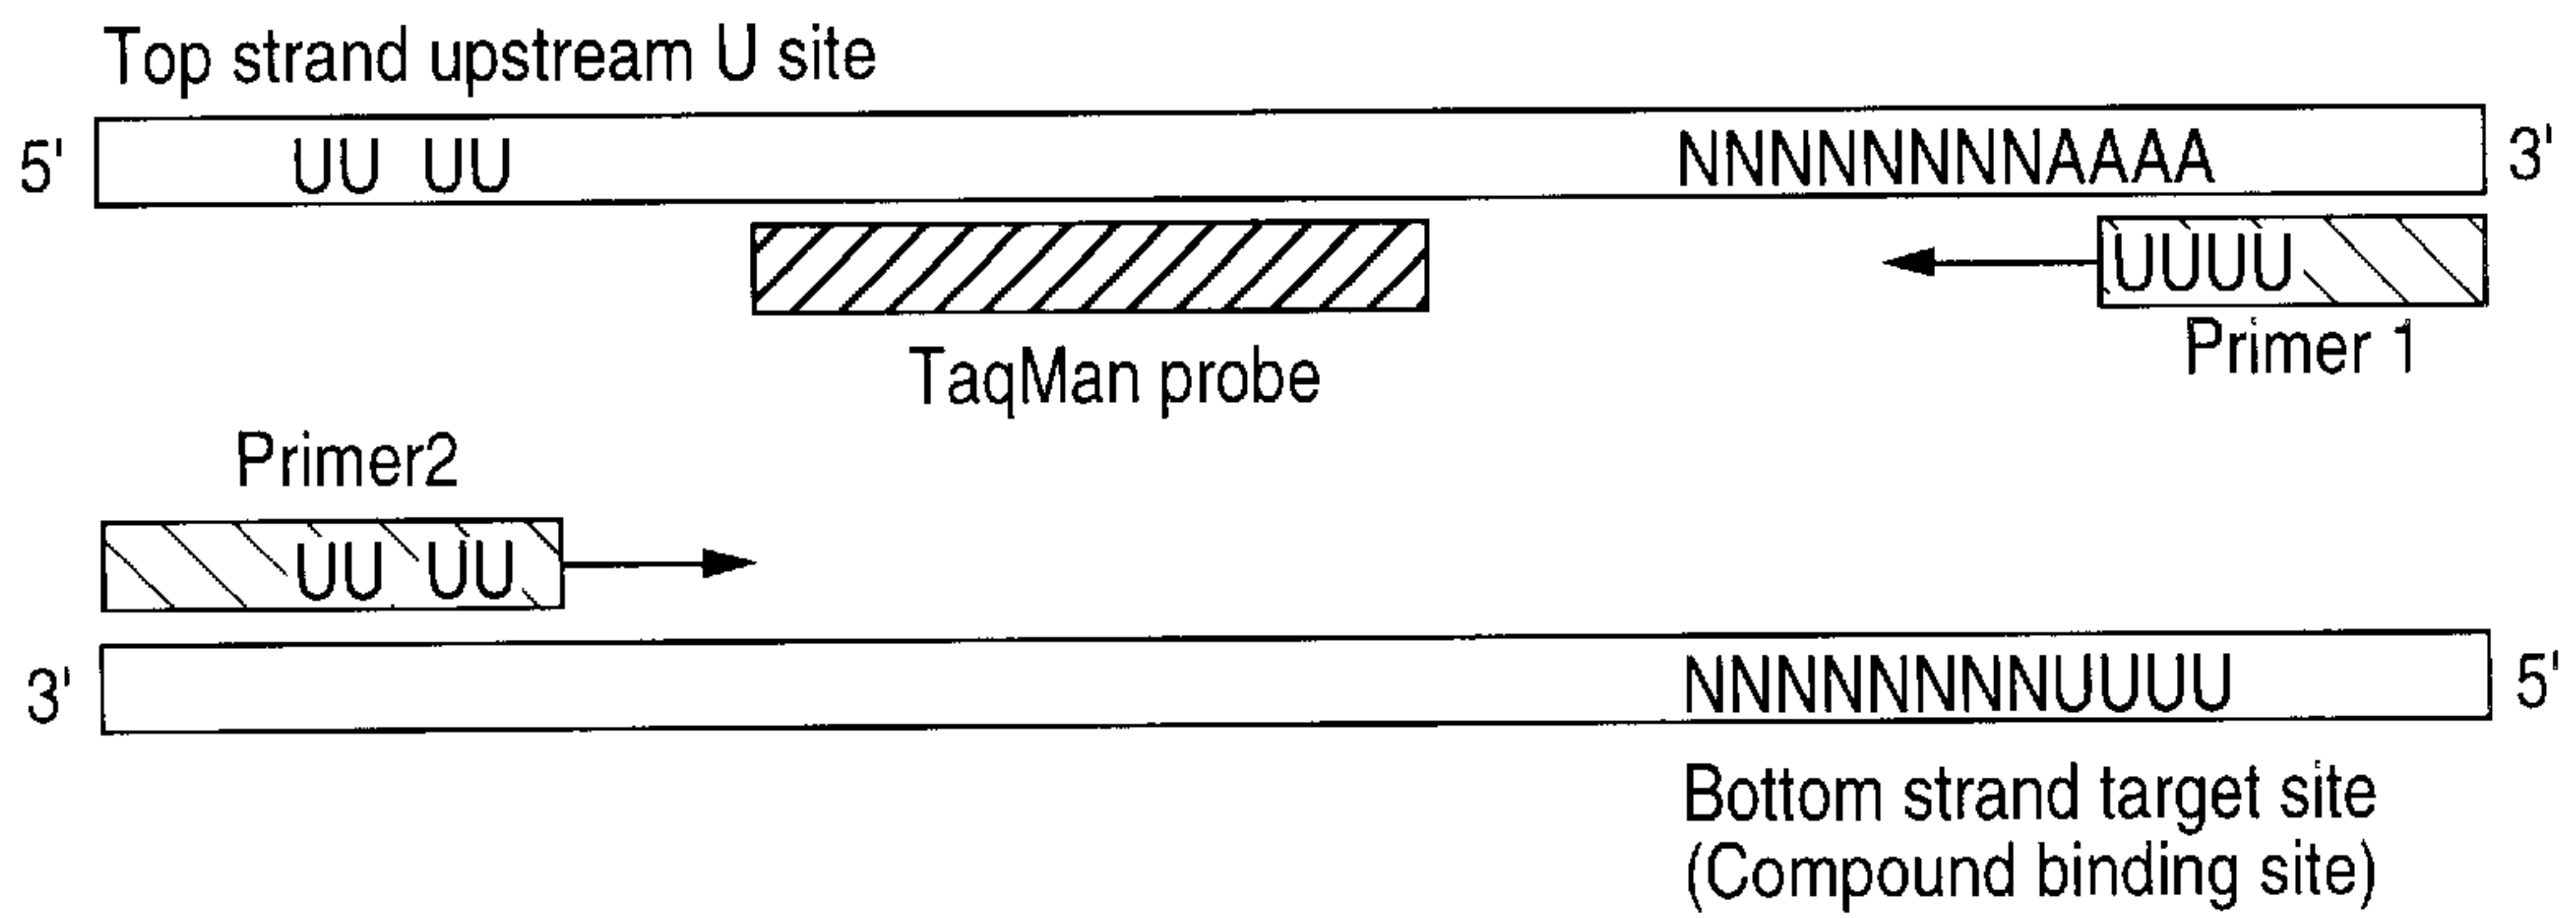 Top strand upstream U site
5' UU UU NNNNNNNNAAAA 3'
UUUU
Primer 1
TaqMan probe
Primer2
UU UU
3' NNNNNNNNUUUU 5'
Bottom strand target site
(Compound binding site)